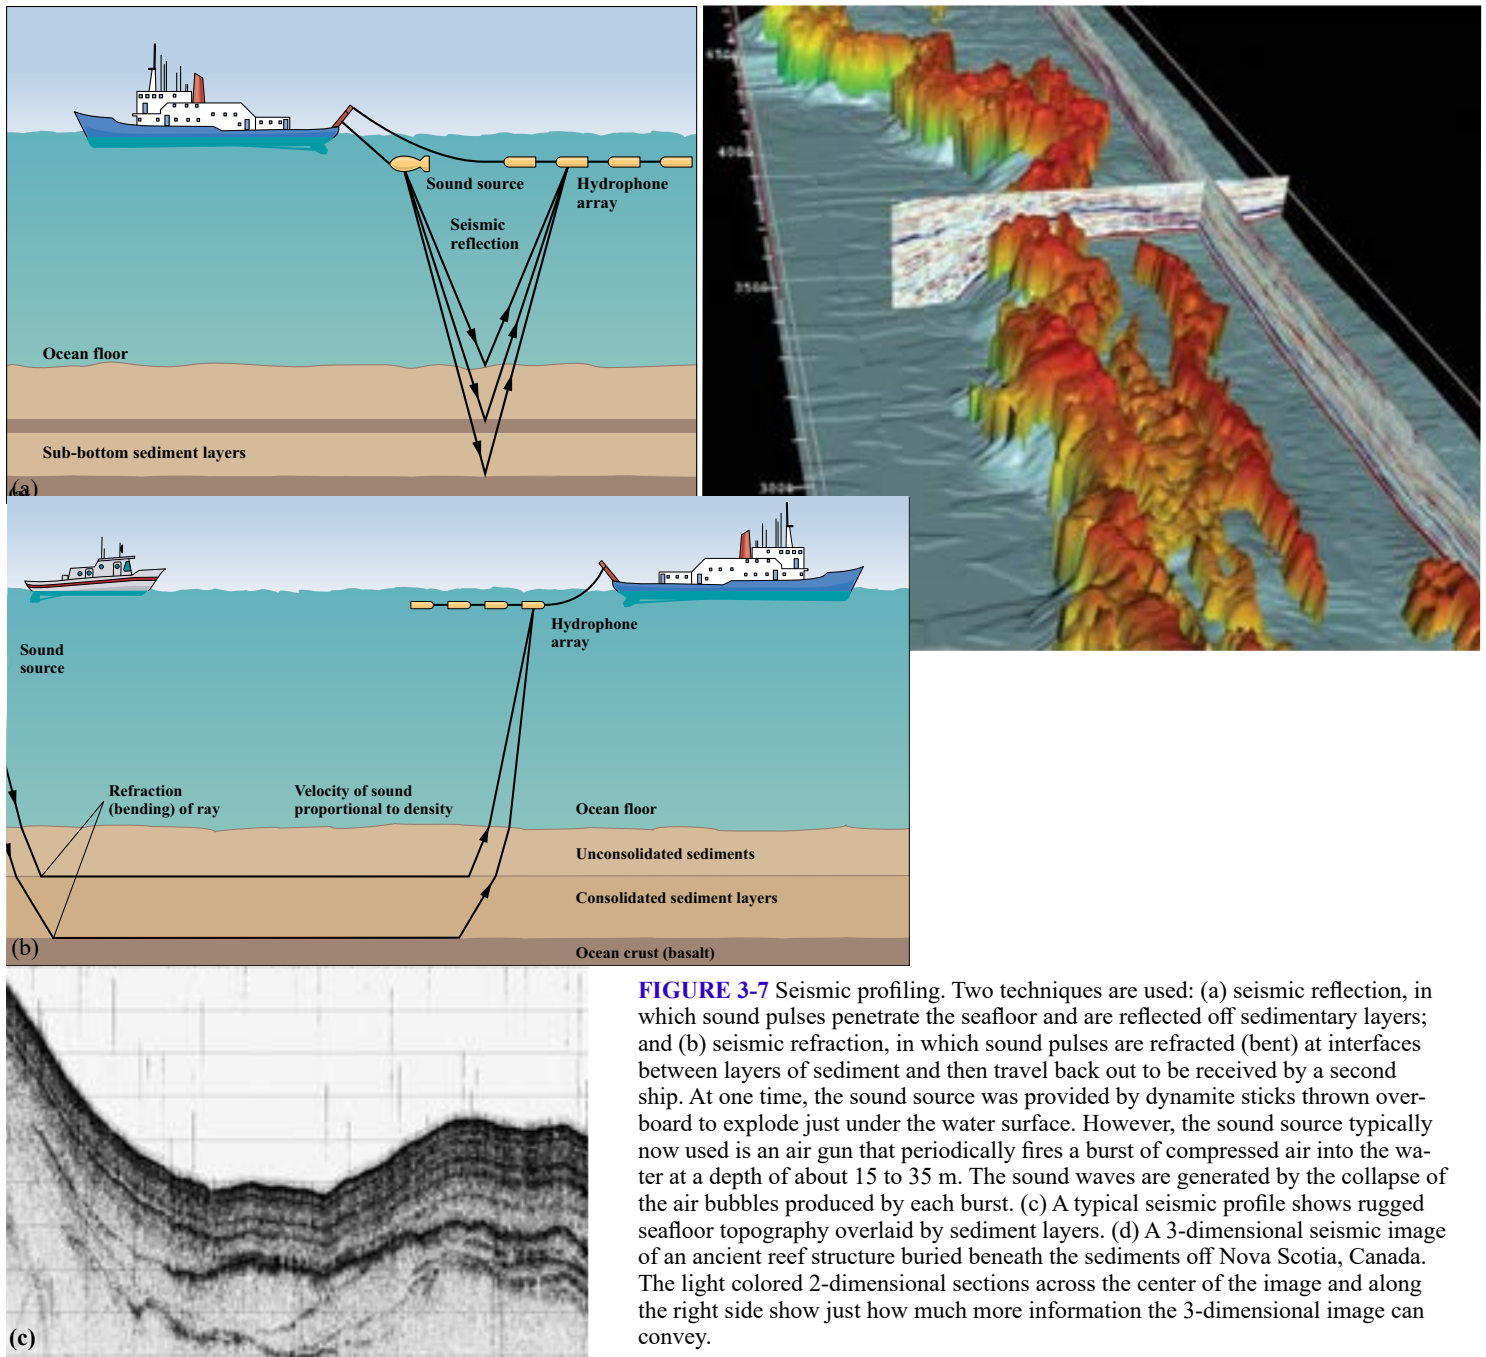 Sound source
Hydrophone
array
Seismic
reflection
Ocean floor
Sub-bottom sediment layers
(a)
4000
3500
3000
Sound
source
Hydrophone
array
Refraction
(bending) of ray
Velocity of sound
proportional to density
Ocean floor
Unconsolidated sediments
Consolidated sediment layers
Ocean crust (basalt)
(b)
(c)
FIGURE 3-7 Seismic profiling. Two techniques are used: (a) seismic reflection, in
which sound pulses penetrate the seafloor and are reflected off sedimentary layers;
and (b) seismic refraction, in which sound pulses are refracted (bent) at interfaces
between layers of sediment and then travel back out to be received by a second
ship. At one time, the sound source was provided by dynamite sticks thrown over-
board to explode just under the water surface. However, the sound source typically
now used is an air gun that periodically fires a burst of compressed air into the wa-
ter at a depth of about 15 to 35 m. The sound waves are generated by the collapse of
the air bubbles produced by each burst. (c) A typical seismic profile shows rugged
seafloor topography overlaid by sediment layers. (d) A 3-dimensional seismic image
of an ancient reef structure buried beneath the sediments off Nova Scotia, Canada.
The light colored 2-dimensional sections across the center of the image and along
the right side show just how much more information the 3-dimensional image can
convey.